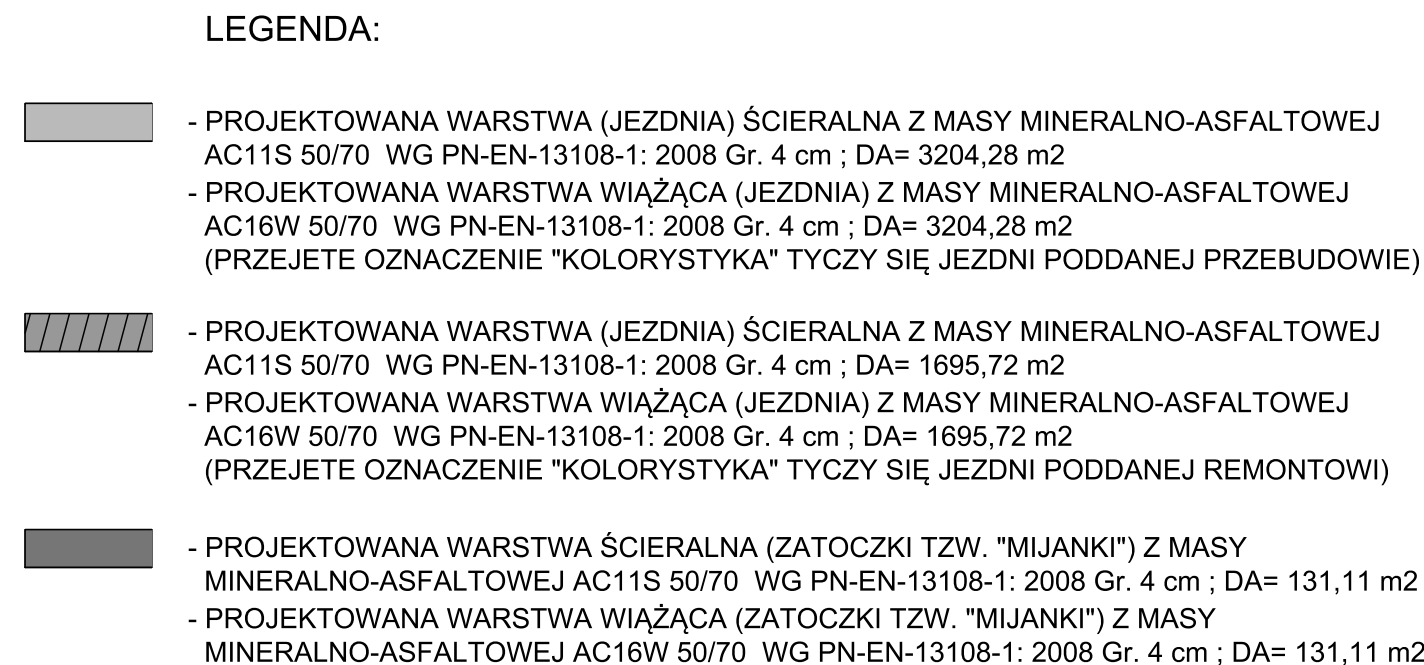 LEGENDA:
- PROJEKTOWANA WARSTWA (JEZDNIA) ŚCIERALNA Z MASY MINERALNO-ASFALTOWEJ
AC11S 50/70 WG PN-EN-13108-1: 2008 Gr. 4 cm ; DA= 3204,28 m2
- PROJEKTOWANA WARSTWA WIĄŻĄCA (JEZDNIA) Z MASY MINERALNO-ASFALTOWEJ
AC16W 50/70 WG PN-EN-13108-1: 2008 Gr. 4 cm ; DA= 3204,28 m2
(PRZEJETE OZNACZENIE "KOLORYSTYKA" TYCZY SIĘ JEZDNI PODDANEJ PRZEBUDOWIE)
- PROJEKTOWANA WARSTWA (JEZDNIA) ŚCIERALNA Z MASY MINERALNO-ASFALTOWEJ
AC11S 50/70 WG PN-EN-13108-1: 2008 Gr. 4 cm ; DA= 1695,72 m2
- PROJEKTOWANA WARSTWA WIĄŻĄCA (JEZDNIA) Z MASY MINERALNO-ASFALTOWEJ
AC16W 50/70 WG PN-EN-13108-1: 2008 Gr. 4 cm ; DA= 1695,72 m2
(PRZEJETE OZNACZENIE "KOLORYSTYKA" TYCZY SIĘ JEZDNI PODDANEJ REMONTOWI)
- PROJEKTOWANA WARSTWA ŚCIERALNA (ZATOCZKI TZW. "MIJANKI") Z MASY
MINERALNO-ASFALTOWEJ AC11S 50/70 WG PN-EN-13108-1: 2008 Gr. 4 cm ; DA= 131,11 m2
- PROJEKTOWANA WARSTWA WIĄŻĄCA (ZATOCZKI TZW. "MIJANKI") Z MASY
MINERALNO-ASFALTOWEJ AC16W 50/70 WG PN-EN-13108-1: 2008 Gr. 4 cm ; DA= 131,11 m2